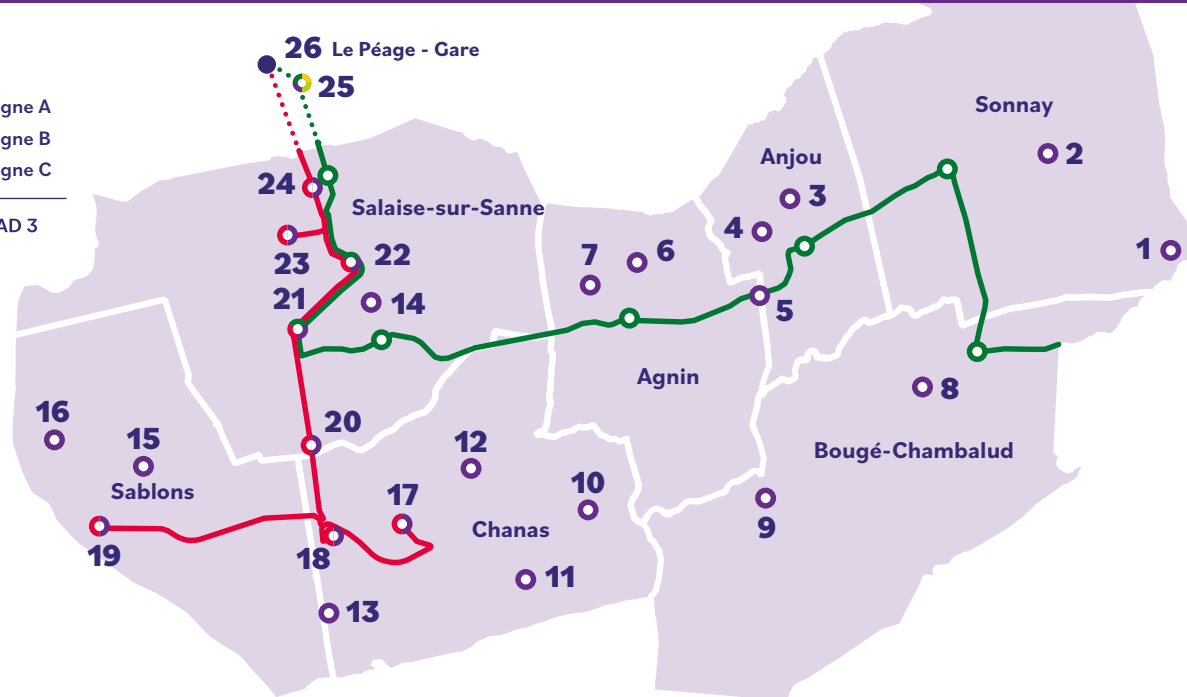 26 Le Péage - Gare
25
gne A
gne B
gne C
AD 3
Sonnay
2
Anjou
3
24
Salaise-sur-Sanne
4
1
23
22
7
6
21
14
5
Agnin
8
16
15
20
12
Bougé-Chambalud
Sablons
17
10
9
Chanas
19
18
11
13